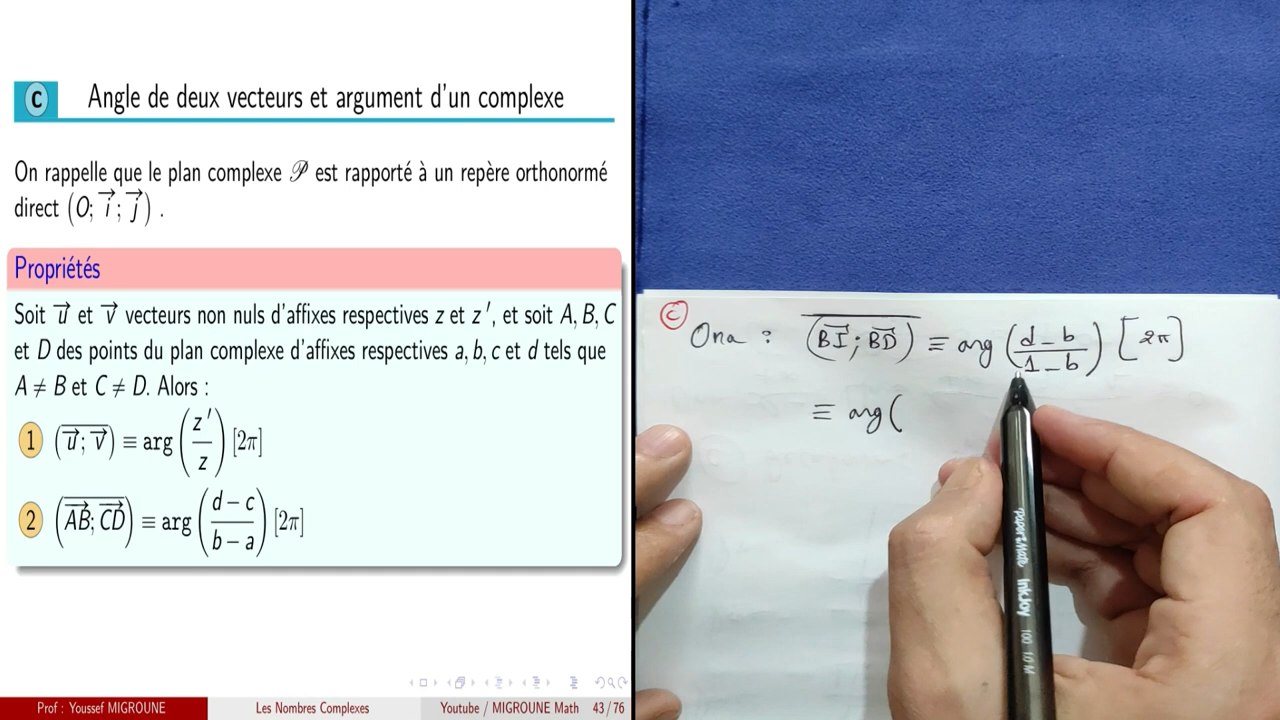 C Angle de deux vecteurs et argument d'un complexe
On rappelle que le plan complexe 𝒫 est rapporté à un repère orthonormé
direct (O; i⃗; j⃗) .
Propriétés
Soit u⃗ et v⃗ vecteurs non nuls d'affixes respectives z et z', et soit A, B, C
et D des points du plan complexe d'affixes respectives a, b, c et d tels que
A ≠ B et C ≠ D. Alors :
1 (u⃗; v⃗) ≡ arg (z'/z) [2π]
2 (AB⃗; CD⃗) ≡ arg ((d − c)/(b − a)) [2π]
Prof : Youssef MIGROUNE Les Nombres Complexes Youtube / MIGROUNE Math 43 / 76
C On a : (BI⃗; BD⃗) ≡ arg ((d − b)/(1 − b)) [2π]
≡ arg (
paperMate InkJoy 100 1.0 M